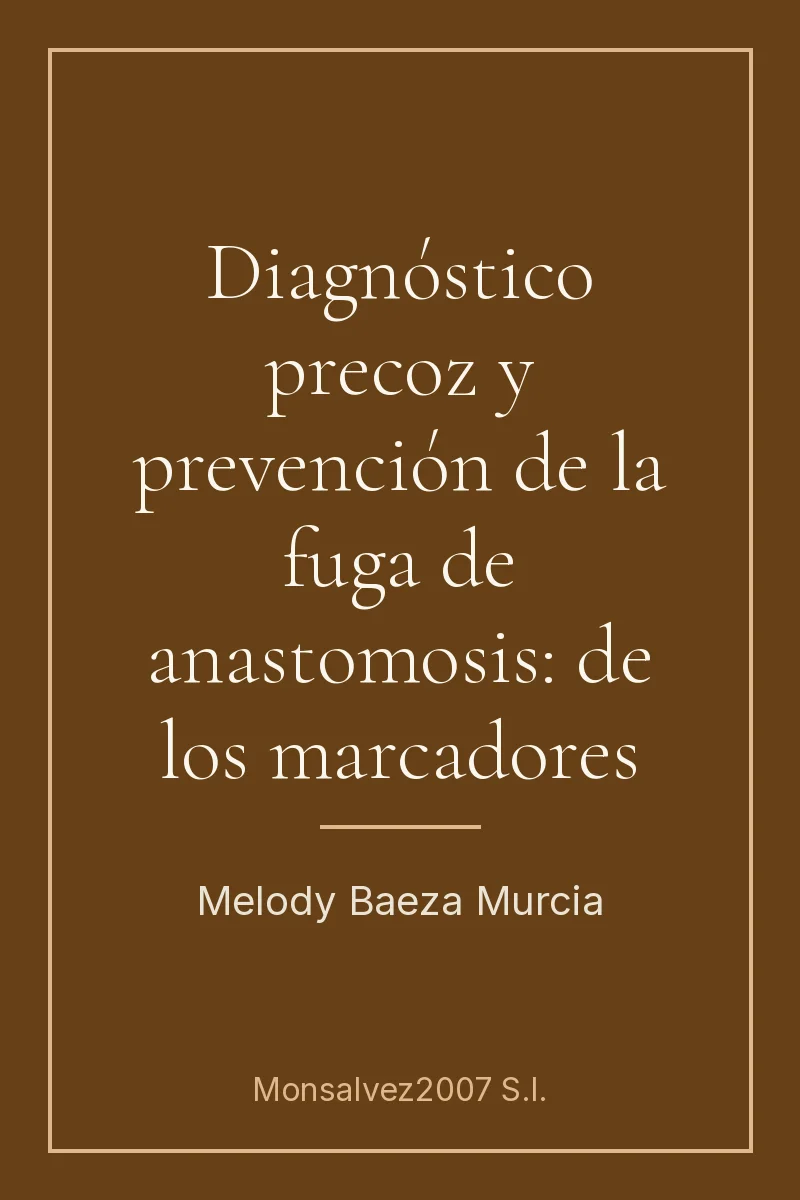 Diagnóstico
precoz y
prevención de la
fuga de
anastomosis: de
los marcadores
Melody Baeza Murcia
Monsalvez2007 S.l.